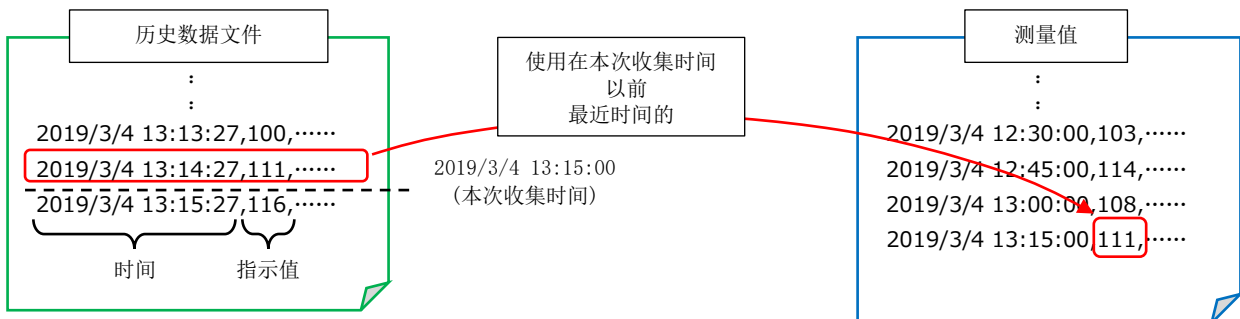 历史数据文件
:
:
2019/3/4 13:13:27,100,……
2019/3/4 13:14:27,111,……
2019/3/4 13:15:27,116,……
时间
指示值
使用在本次收集时间
以前
最近时间的
2019/3/4 13:15:00
(本次收集时间)
测量值
:
:
2019/3/4 12:30:00,103,……
2019/3/4 12:45:00,114,……
2019/3/4 13:00:00,108,……
2019/3/4 13:15:00,111,……